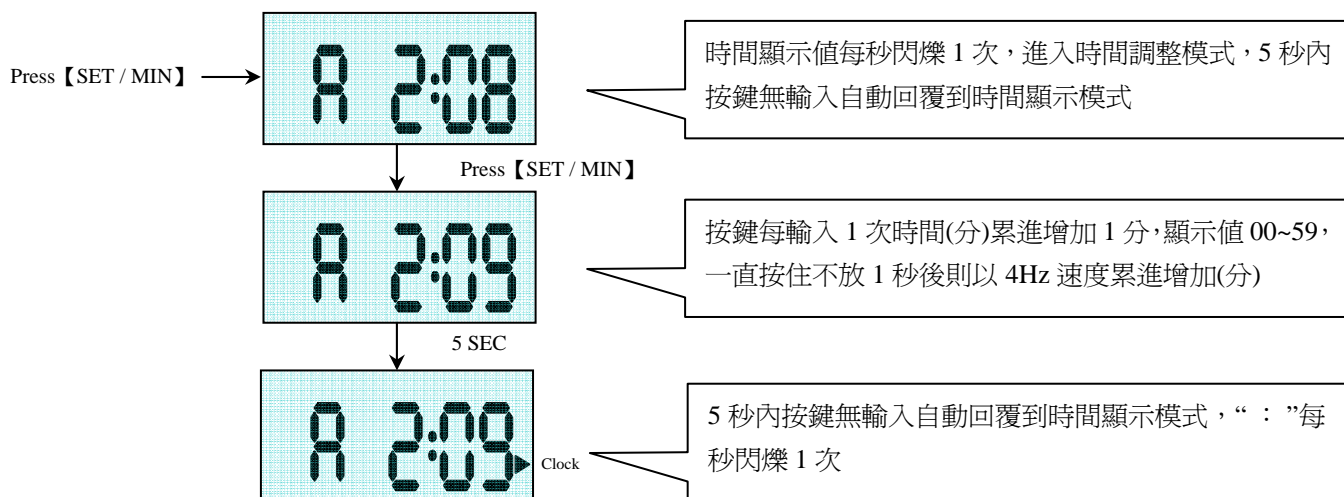 A 2:08
Press【SET / MIN】
時間顯示值每秒閃爍 1 次，進入時間調整模式，5 秒內
按鍵無輸入自動回覆到時間顯示模式
Press【SET / MIN】
A 2:09
按鍵每輸入 1 次時間(分)累進增加 1 分，顯示值 00~59，
一直按住不放 1 秒後則以 4Hz 速度累進增加(分)
5 SEC
A 2:09
Clock
5 秒內按鍵無輸入自動回覆到時間顯示模式，“ : ”每
秒閃爍 1 次